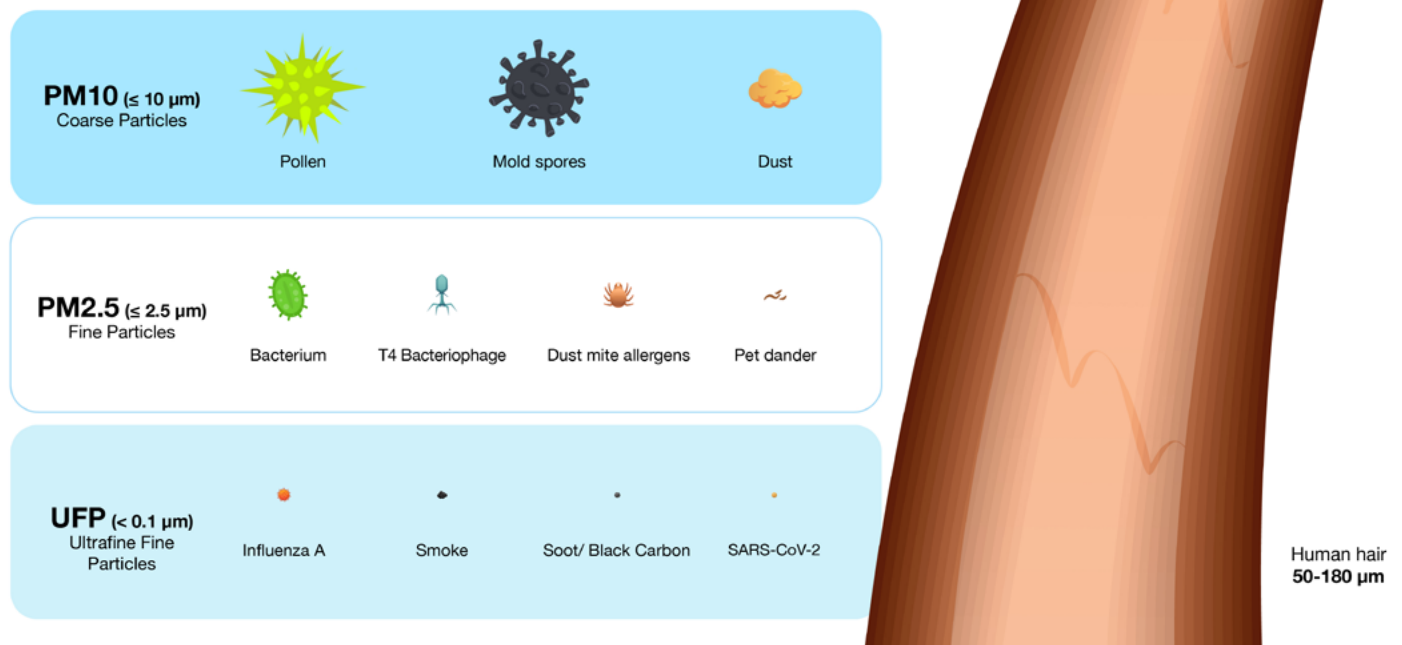 PM10 (≤ 10 µm)
Coarse Particles
Pollen
Mold spores
Dust
PM2.5 (≤ 2.5 µm)
Fine Particles
Bacterium
T4 Bacteriophage
Dust mite allergens
Pet dander
UFP (< 0.1 µm)
Ultrafine Fine
Particles
Influenza A
Smoke
Soot/ Black Carbon
SARS-CoV-2
Human hair
50-180 µm